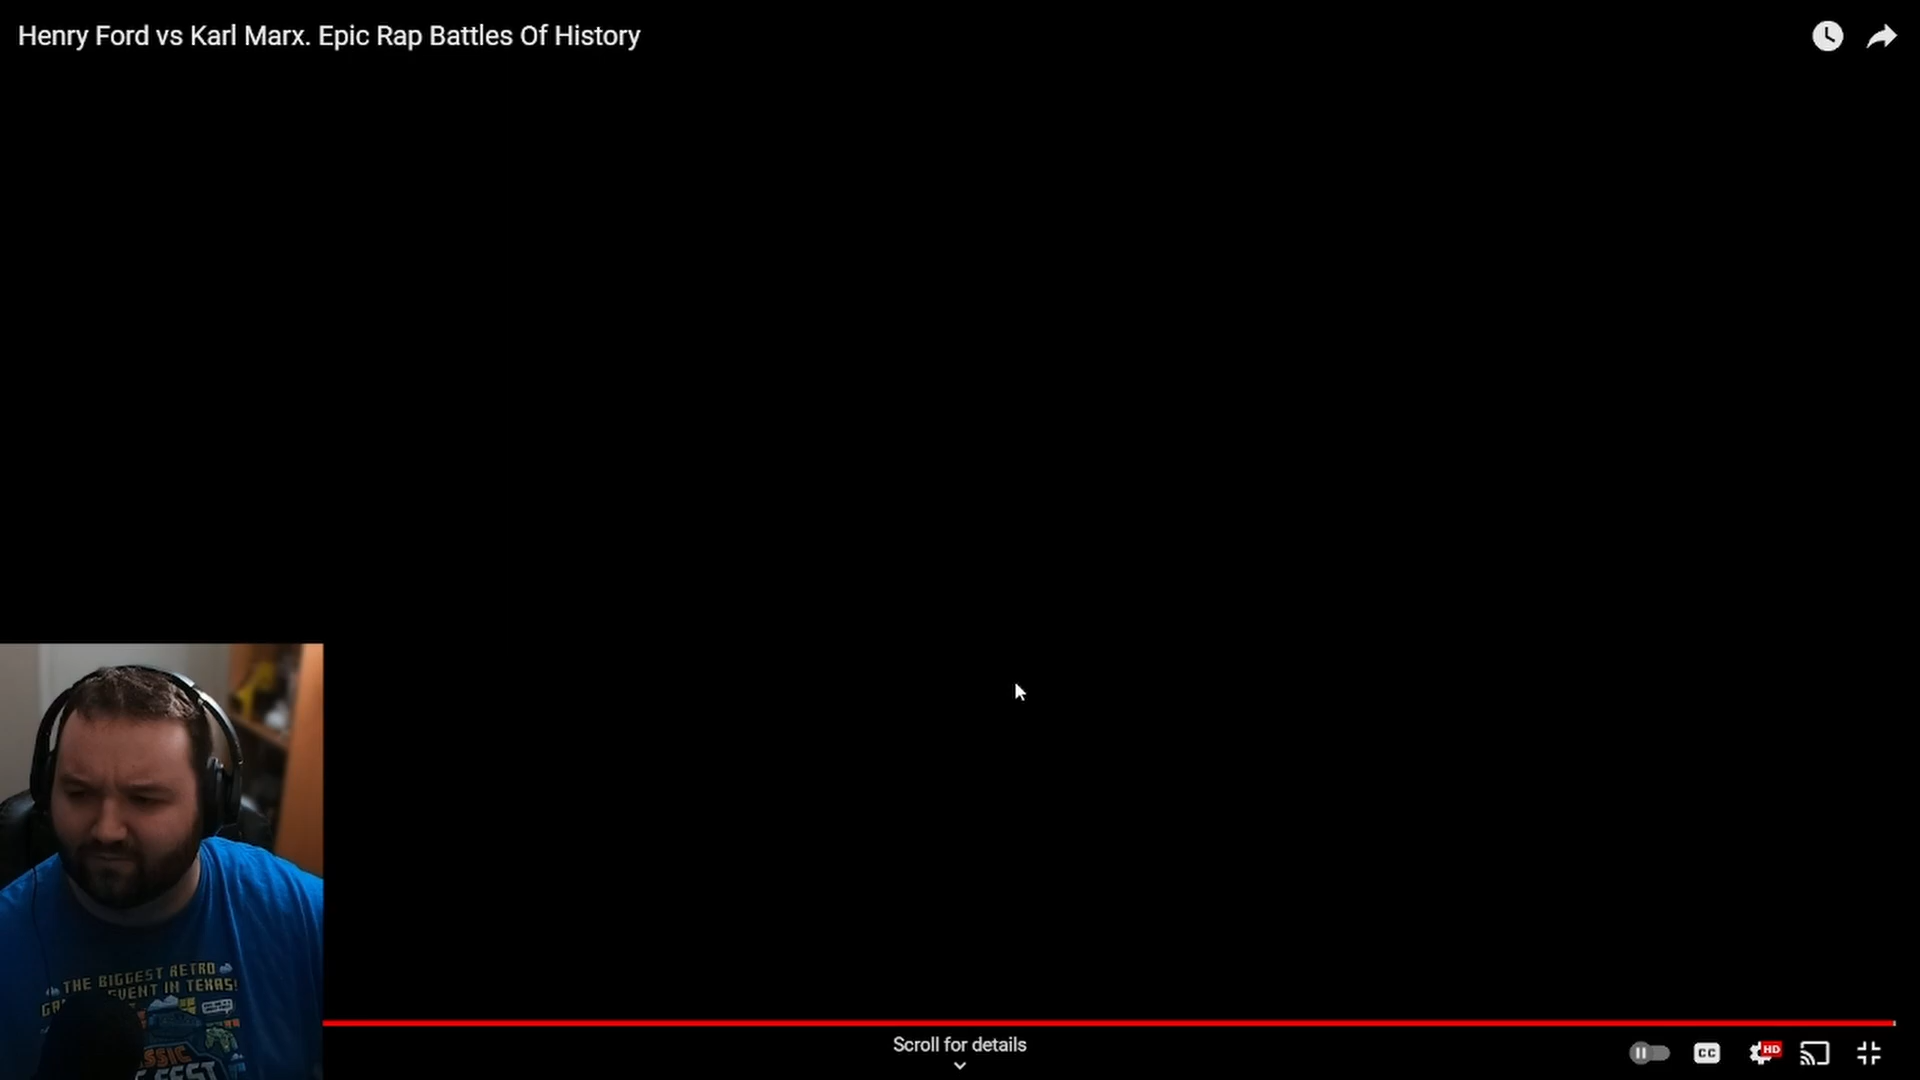 Henry Ford vs Karl Marx. Epic Rap Battles Of History
THE BIGGEST RETRO
EVENT IN TEXAS!
Scroll for details
CC
HD